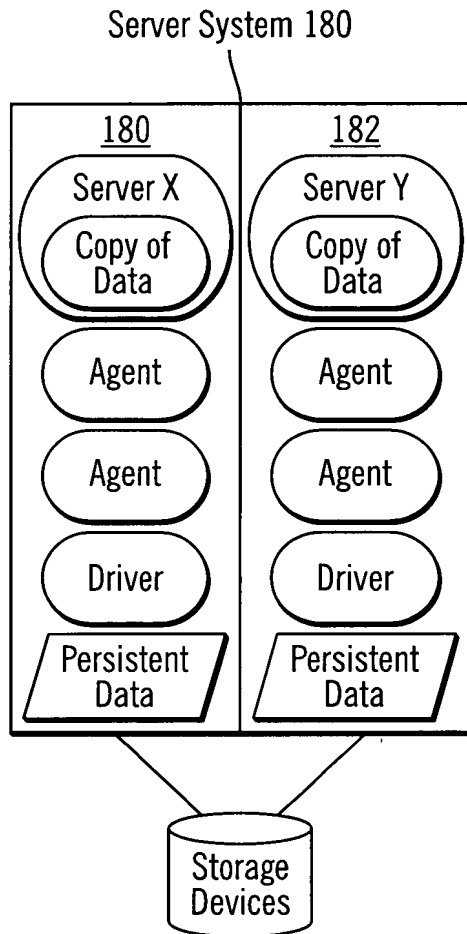 Server System 180
180
Server X
Copy of
Data
Agent
Agent
Driver
Persistent
Data
182
Server Y
Copy of
Data
Agent
Agent
Driver
Persistent
Data
Storage
Devices